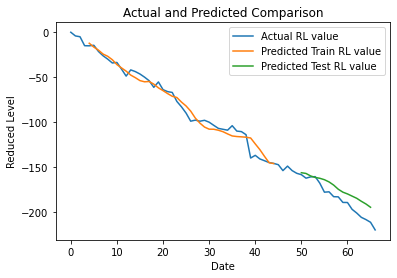 Actual and Predicted Comparison
Actual RL value
Predicted Train RL value
Predicted Test RL value
Reduced Level
0
−50
−100
−150
−200
0 10 20 30 40 50 60
Date